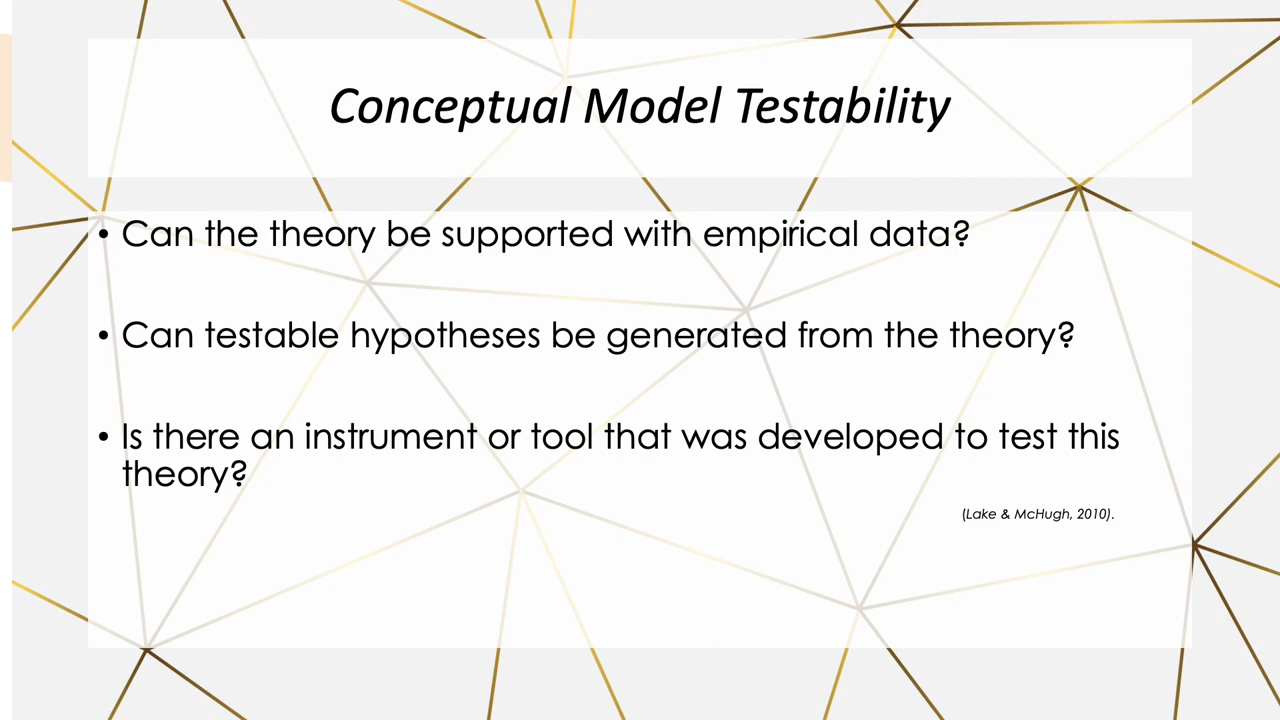 Conceptual Model Testability
• Can the theory be supported with empirical data?
• Can testable hypotheses be generated from the theory?
• Is there an instrument or tool that was developed to test this
theory?
(Lake & McHugh, 2010).